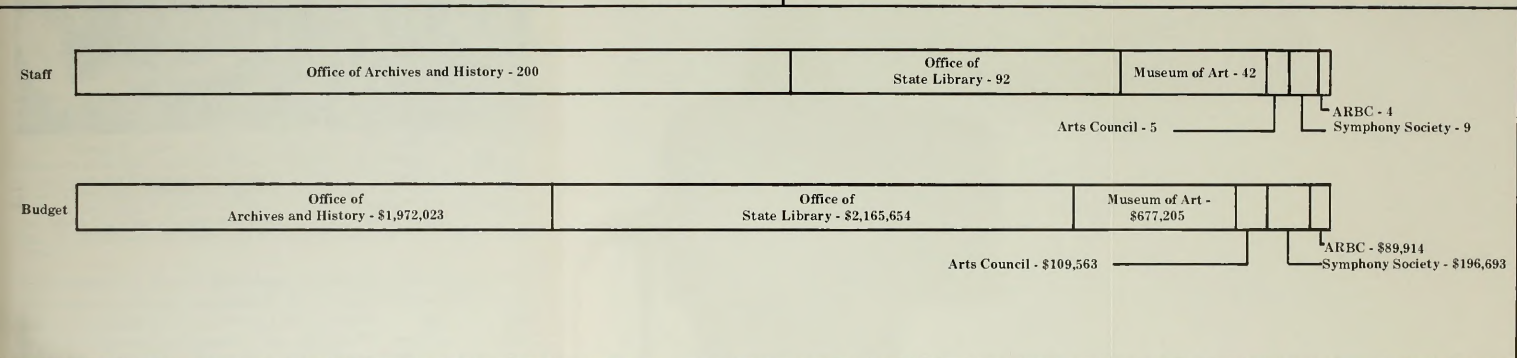 Staff
Office of Archives and History - 200
Office of
State Library - 92
Museum of Art - 42
Arts Council - 5
ARBC - 4
Symphony Society - 9
Budget
Office of
Archives and History - $1,972,023
Office of
State Library - $2,165,654
Museum of Art -
$677,205
Arts Council - $109,563
ARBC - $89,914
Symphony Society - $196,693